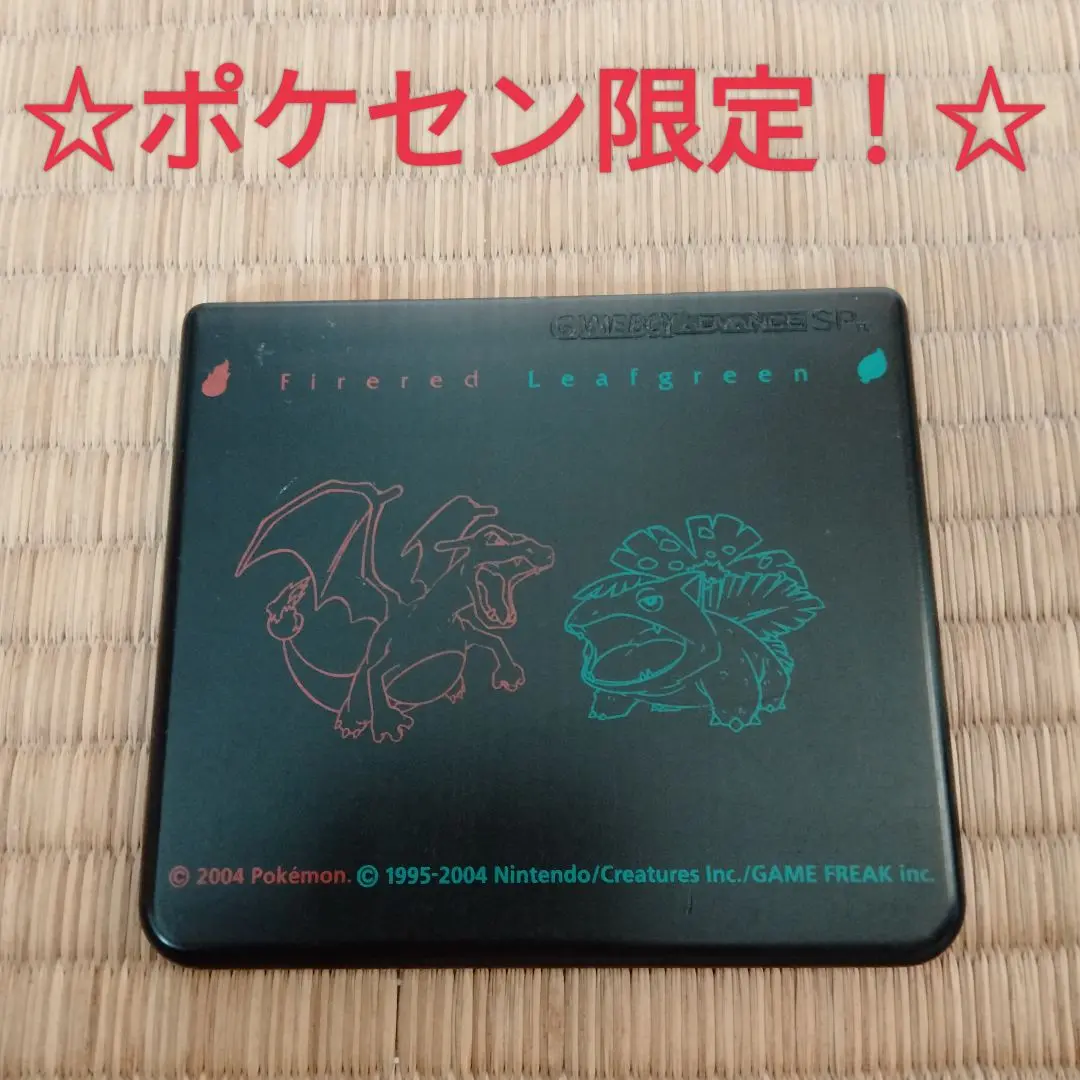 ☆ポケセン限定！☆
GAMEBOY ADVANCE SP
Firered Leafgreen
© 2004 Pokémon. © 1995-2004 Nintendo/Creatures Inc./GAME FREAK inc.